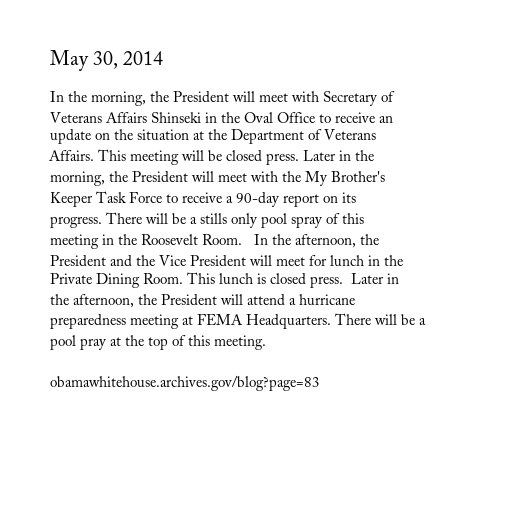 May 30, 2014
In the morning, the President will meet with Secretary of
Veterans Affairs Shinseki in the Oval Office to receive an
update on the situation at the Department of Veterans
Affairs. This meeting will be closed press. Later in the
morning, the President will meet with the My Brother's
Keeper Task Force to receive a 90-day report on its
progress. There will be a stills only pool spray of this
meeting in the Roosevelt Room.   In the afternoon, the
President and the Vice President will meet for lunch in the
Private Dining Room. This lunch is closed press.  Later in
the afternoon, the President will attend a hurricane
preparedness meeting at FEMA Headquarters. There will be a
pool pray at the top of this meeting.
obamawhitehouse.archives.gov/blog?page=83